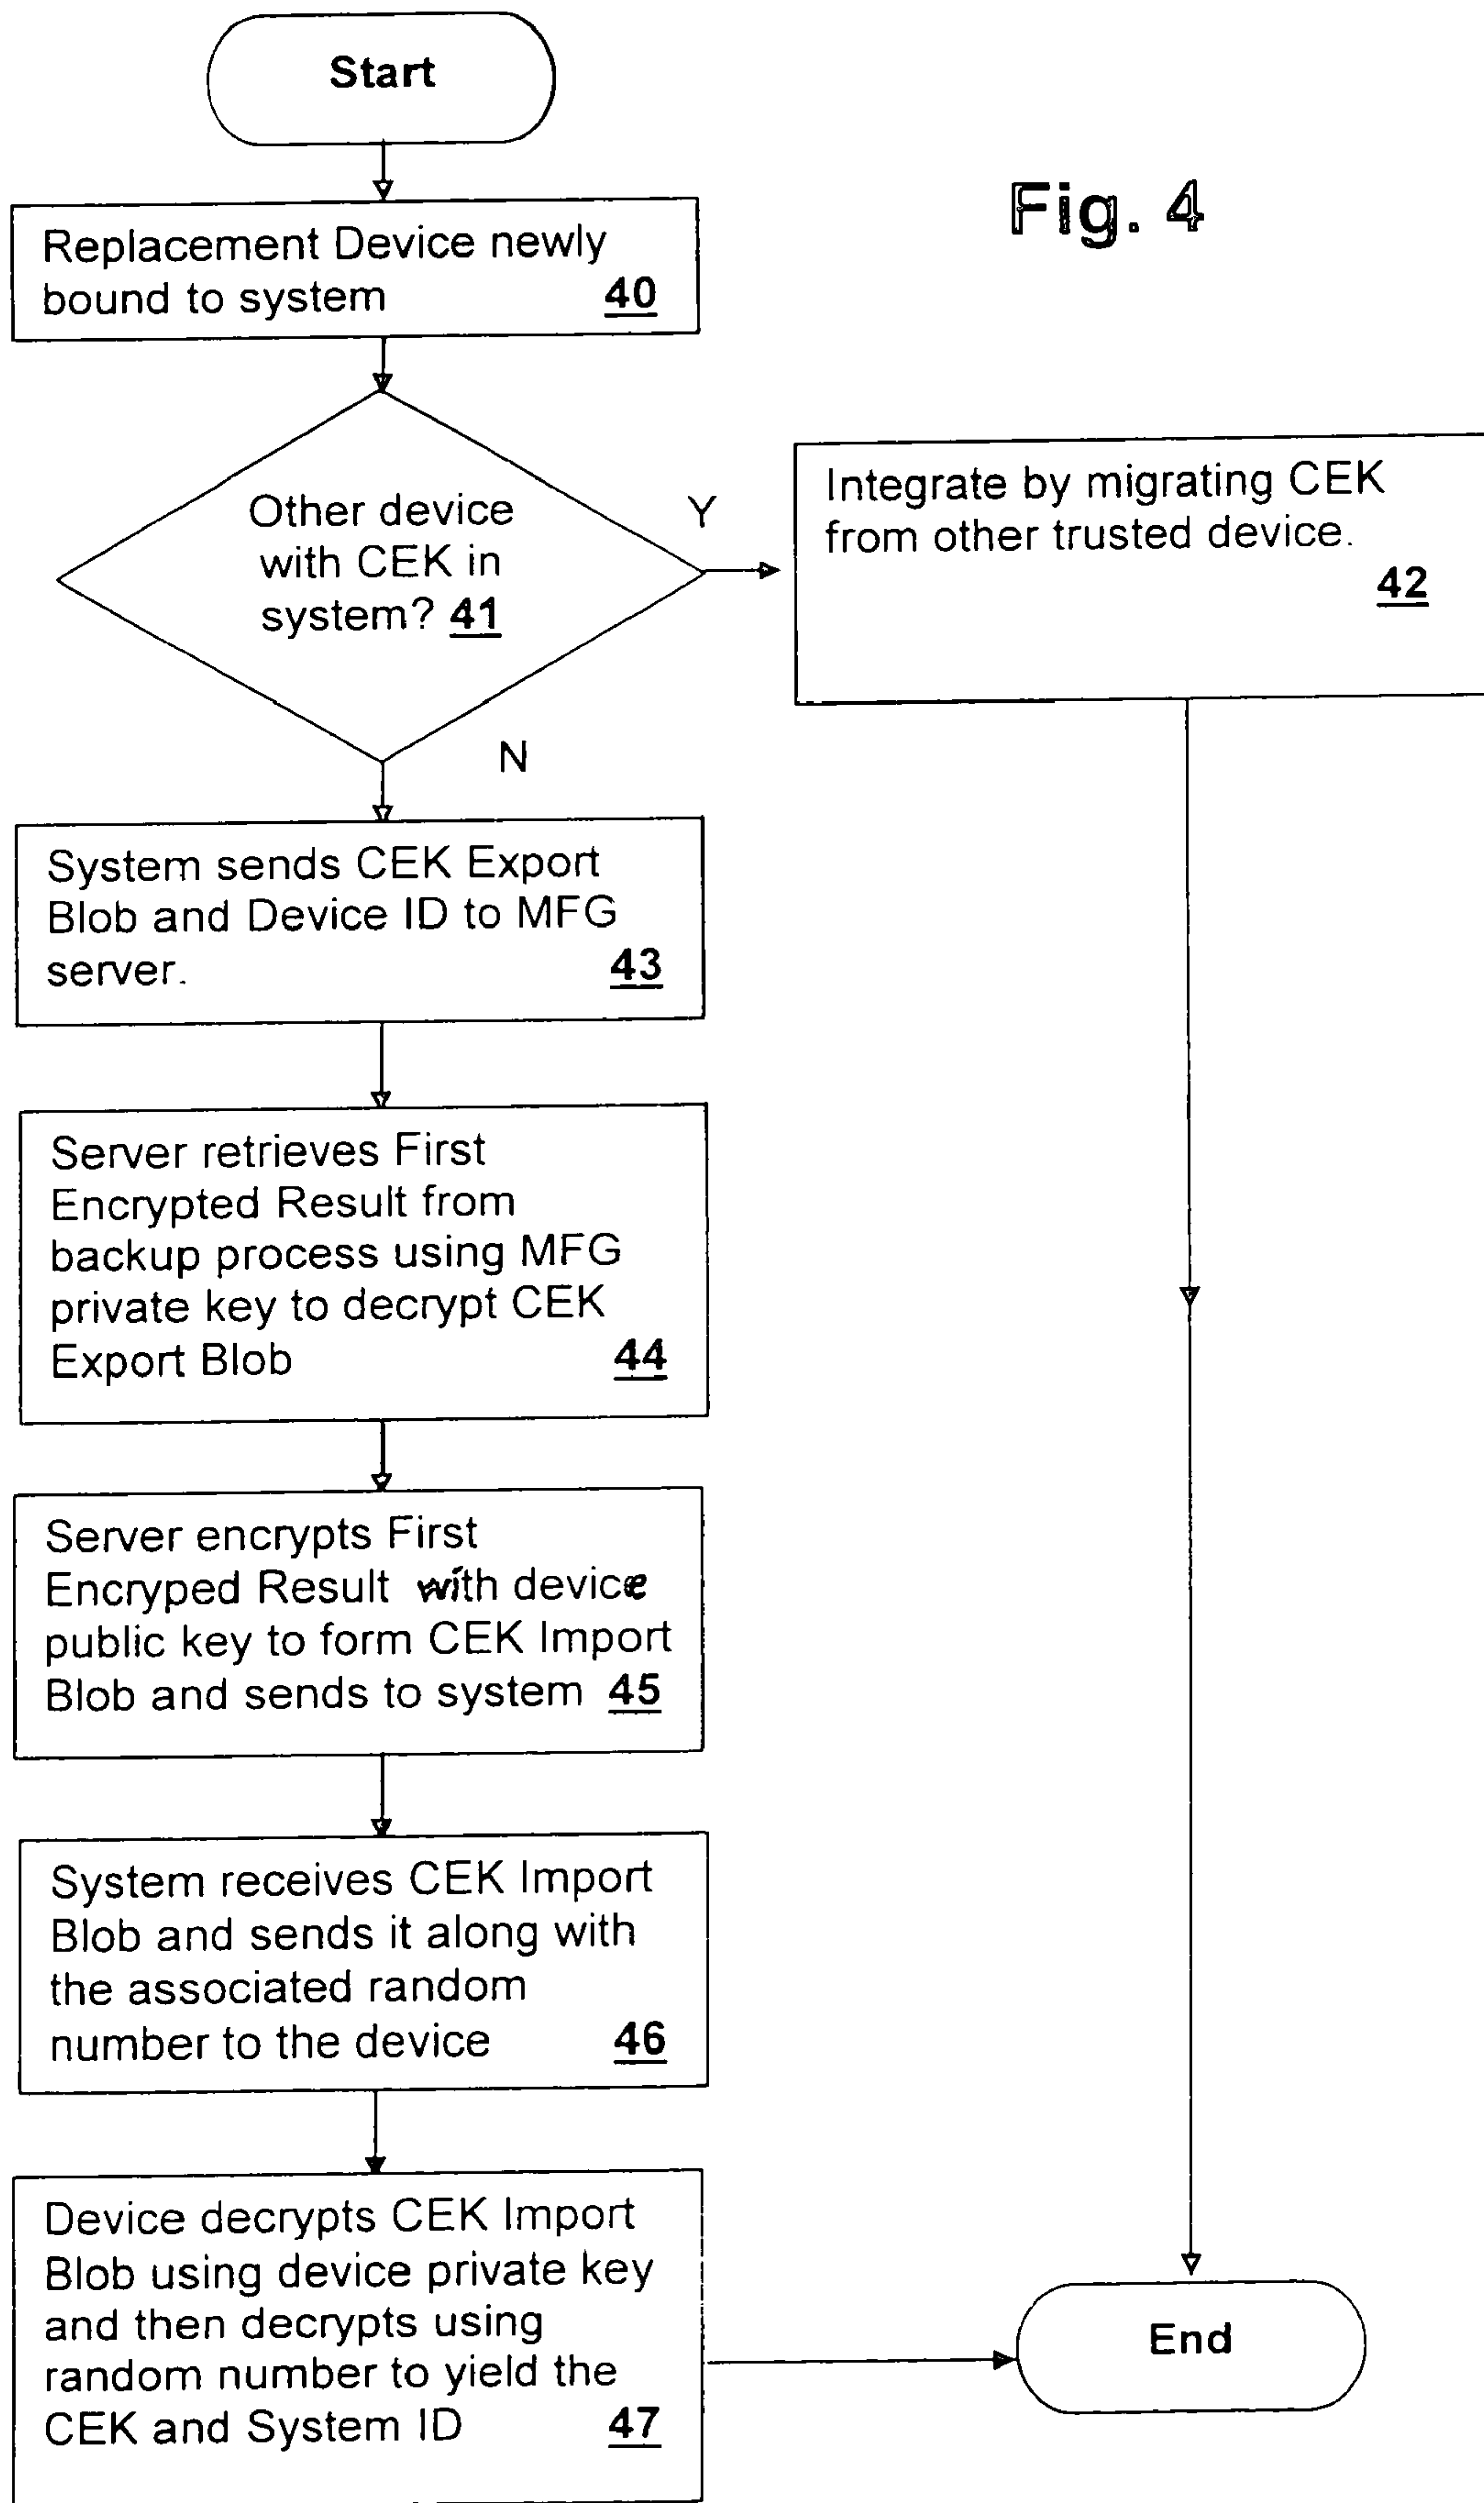 Start
Fig. 4
Replacement Device newly
bound to system 40
Other device
with CEK in
system? 41
Y
Integrate by migrating CEK
from other trusted device.
42
N
System sends CEK Export
Blob and Device ID to MFG
server. 43
Server retrieves First
Encrypted Result from
backup process using MFG
private key to decrypt CEK
Export Blob 44
Server encrypts First
Encryped Result with device
public key to form CEK Import
Blob and sends to system 45
System receives CEK Import
Blob and sends it along with
the associated random
number to the device 46
Device decrypts CEK Import
Blob using device private key
and then decrypts using
random number to yield the
CEK and System ID 47
End